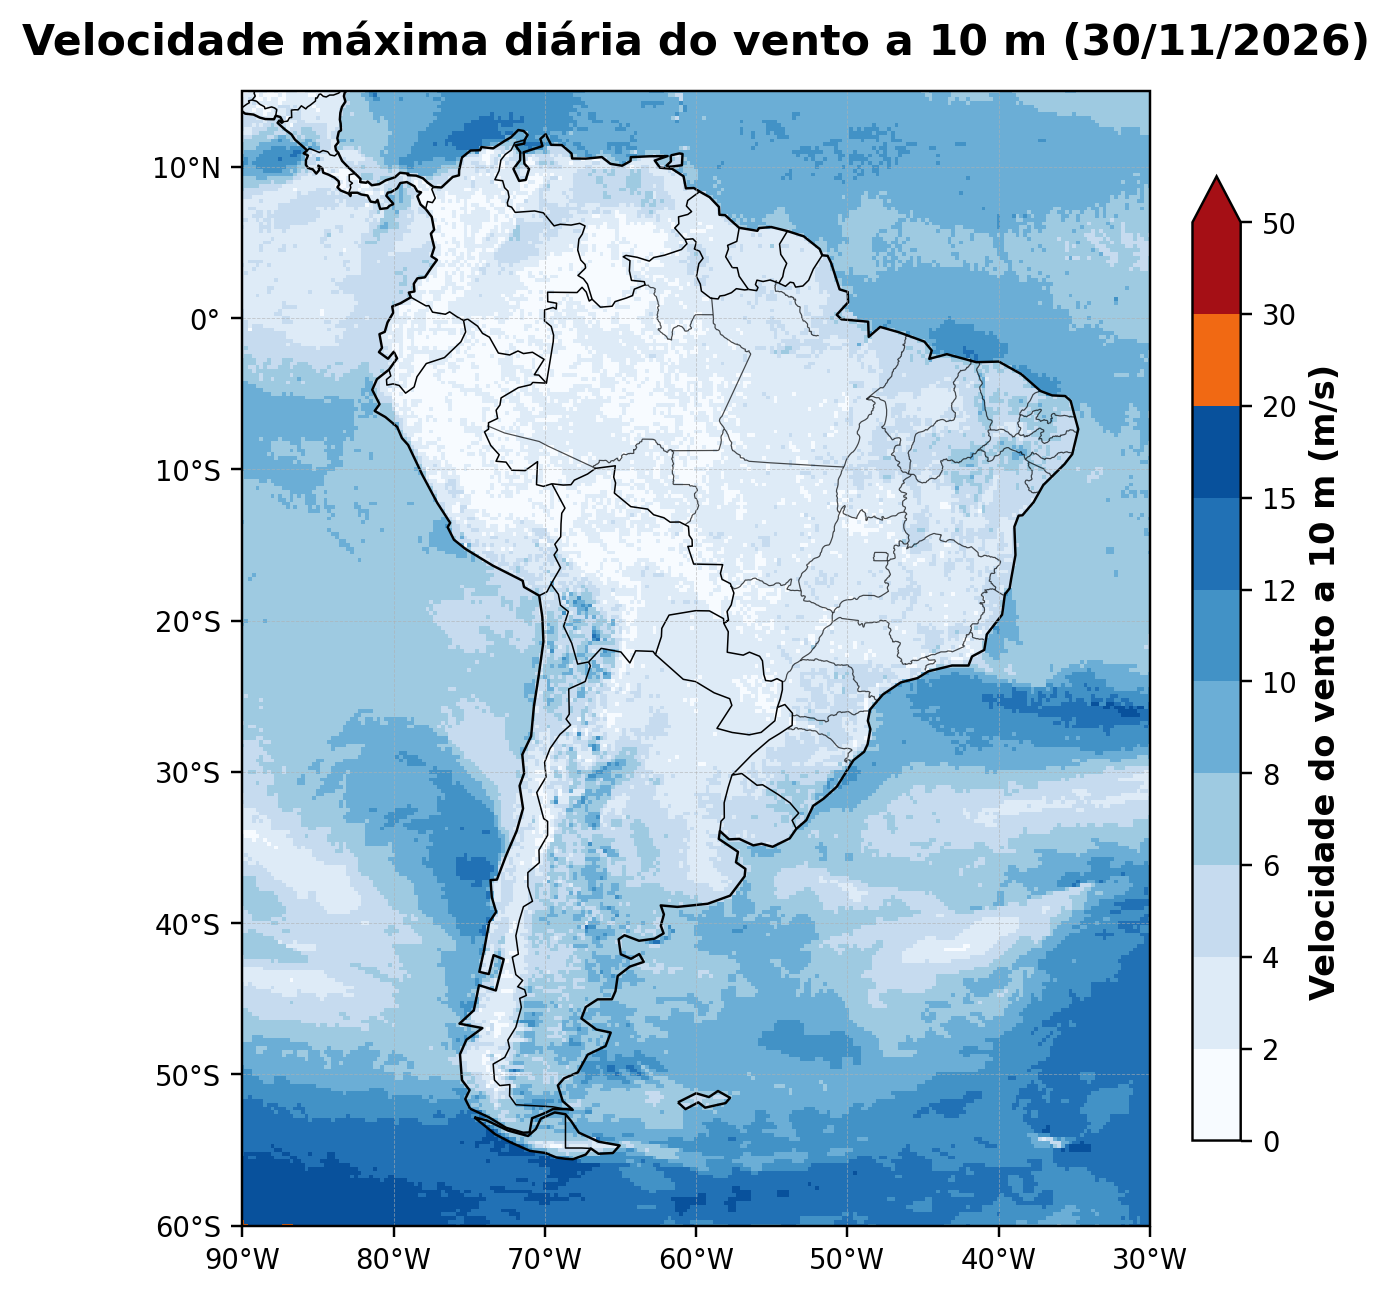 Velocidade máxima diária do vento a 10 m (30/11/2026)
10°N
0°
10°S
20°S
30°S
40°S
50°S
60°S
90°W
80°W
70°W
60°W
50°W
40°W
30°W
50
30
20
15
12
10
8
6
4
2
0
Velocidade do vento a 10 m (m/s)